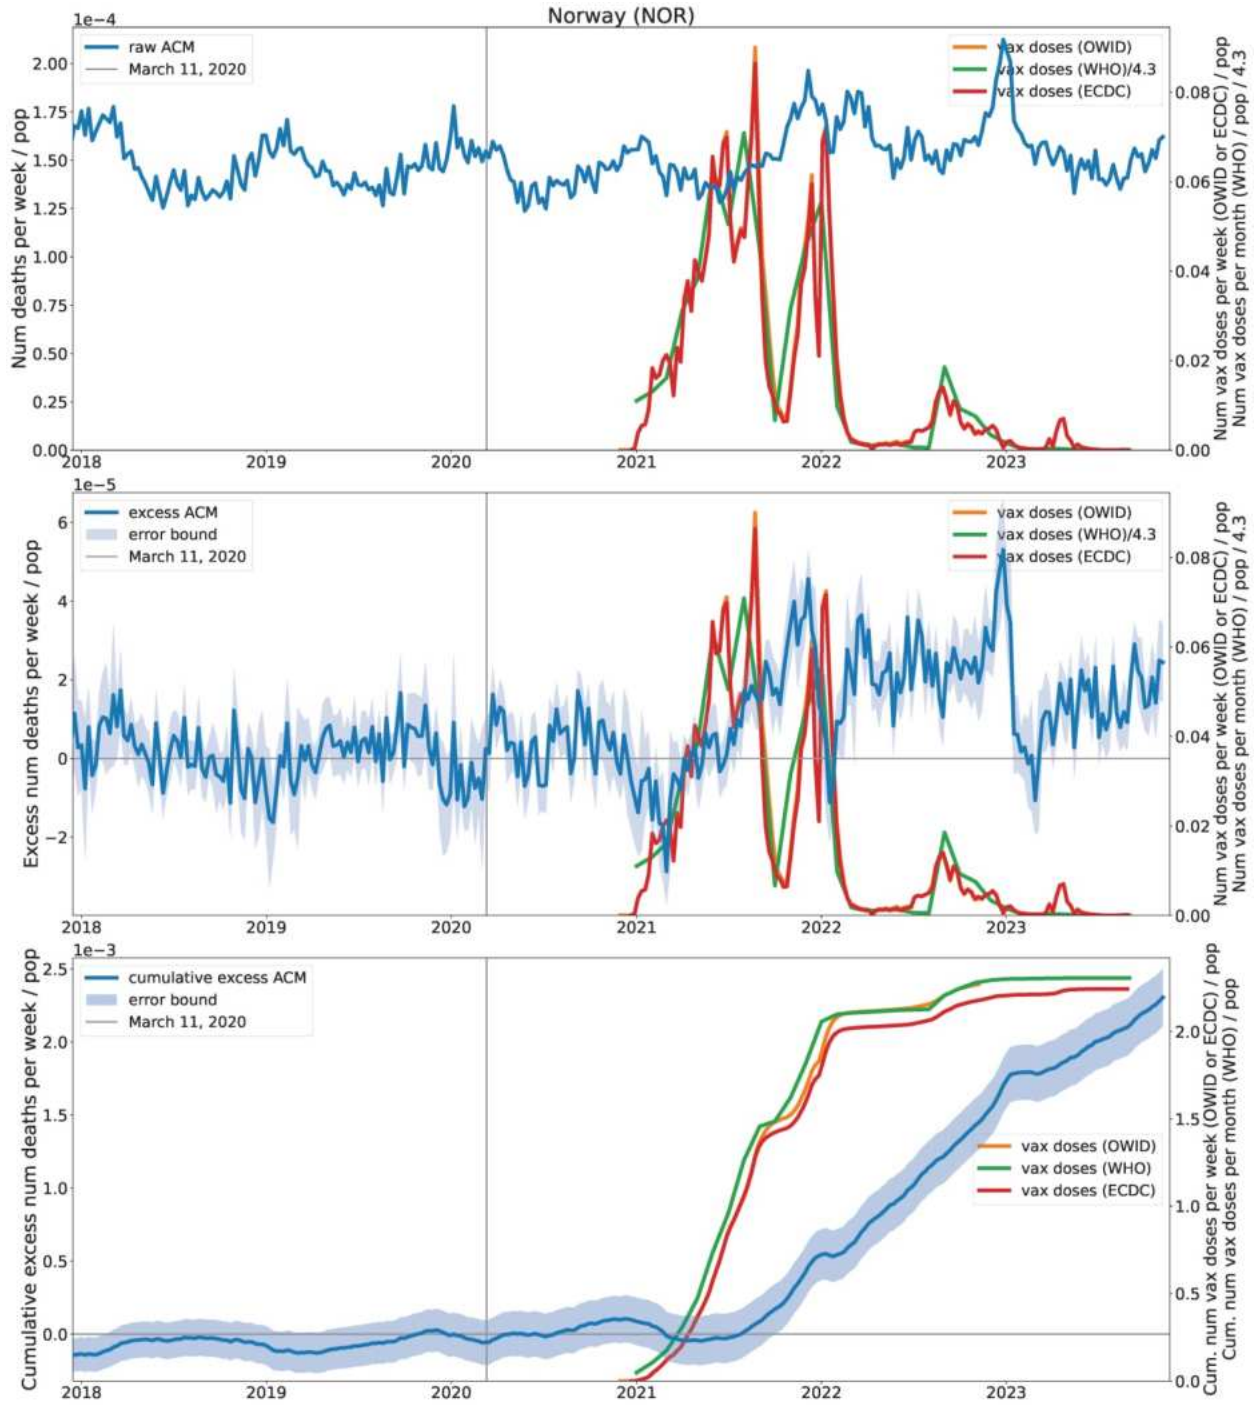 Norway (NOR)
1e−4
raw ACM
March 11, 2020
vax doses (OWID)
vax doses (WHO)/4.3
vax doses (ECDC)
Num deaths per week / pop
2.00
1.75
1.50
1.25
1.00
0.75
0.50
0.25
0.00
0.08
0.06
0.04
0.02
0.00
Num vax doses per week (OWID or ECDC) / pop
Num vax doses per month (WHO) / pop / 4.3
2018 2019 2020 2021 2022 2023
1e−5
excess ACM
error bound
March 11, 2020
vax doses (OWID)
vax doses (WHO)/4.3
vax doses (ECDC)
Excess num deaths per week / pop
6
4
2
0
−2
0.08
0.06
0.04
0.02
0.00
Num vax doses per week (OWID or ECDC) / pop
Num vax doses per month (WHO) / pop / 4.3
2018 2019 2020 2021 2022 2023
1e−3
cumulative excess ACM
error bound
March 11, 2020
Cumulative excess num deaths per week / pop
2.5
2.0
1.5
1.0
0.5
0.0
vax doses (OWID)
vax doses (WHO)
vax doses (ECDC)
2.0
1.5
1.0
0.5
0.0
Cum. num vax doses per week (OWID or ECDC) / pop
Cum. num vax doses per month (WHO) / pop
2018 2019 2020 2021 2022 2023